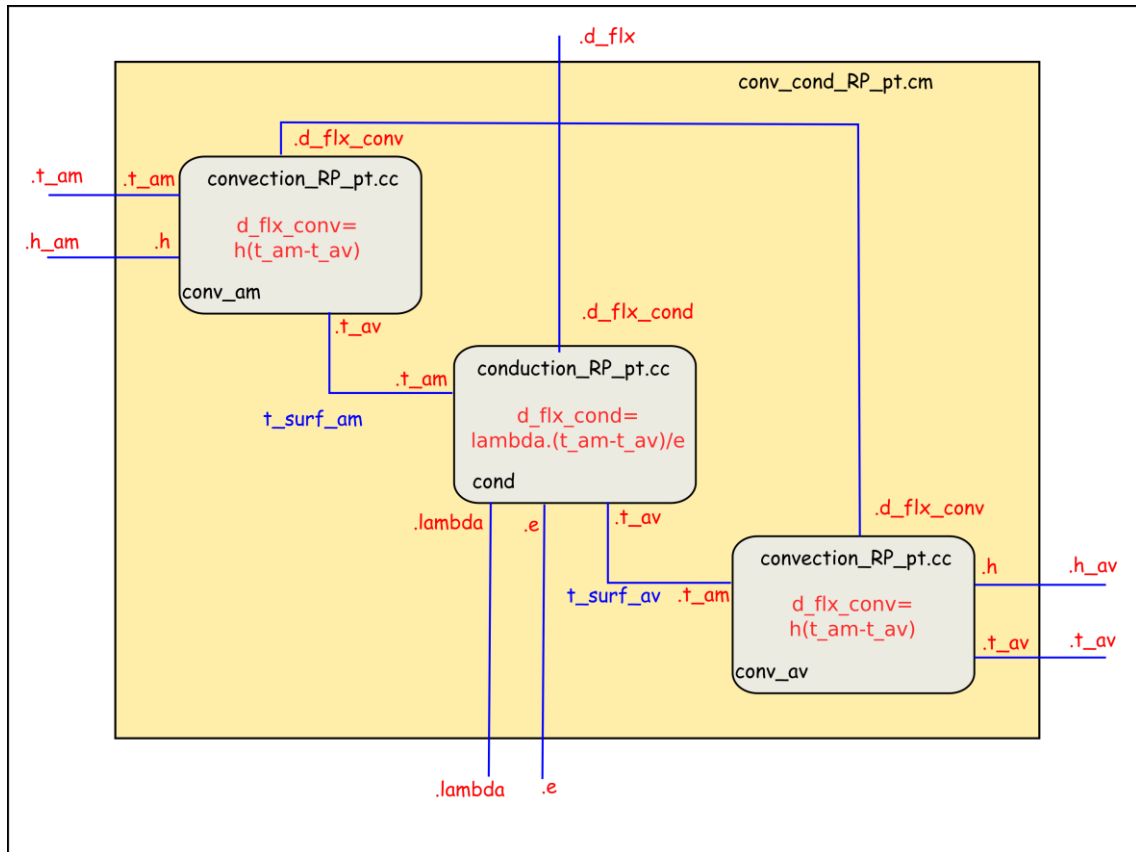 .d_flx
conv_cond_RP_pt.cm
.d_flx_conv
.t_am
.t_am
convection_RP_pt.cc
d_flx_conv=
h(t_am-t_av)
.h_am
.h
conv_am
.t_av
.d_flx_cond
.t_am
conduction_RP_pt.cc
t_surf_am
d_flx_cond=
lambda.(t_am-t_av)/e
cond
.lambda
.e
.t_av
.d_flx_conv
t_surf_av
.t_am
convection_RP_pt.cc
d_flx_conv=
h(t_am-t_av)
conv_av
.h
.h_av
.t_av
.t_av
.lambda
.e